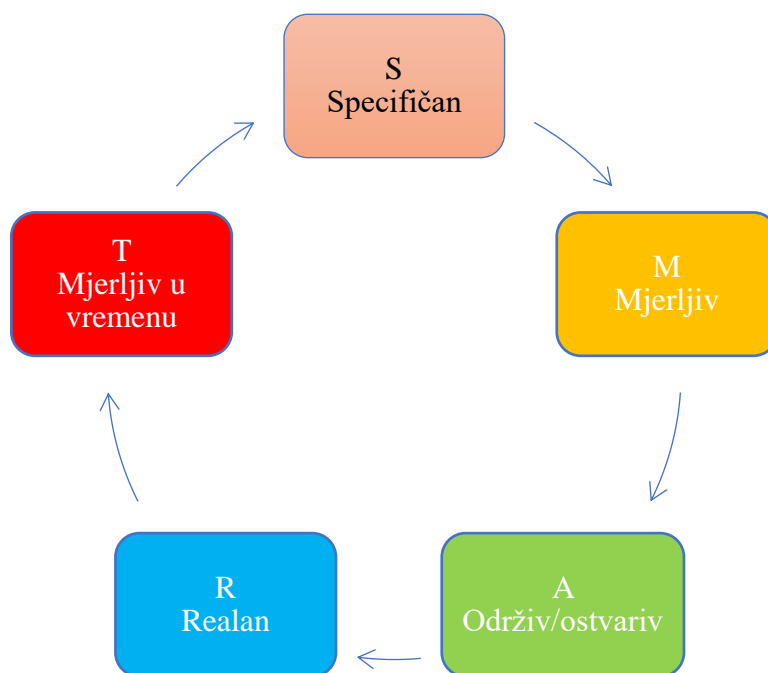 S
Specifičan
M
Mjerljiv
A
Održiv/ostvariv
R
Realan
T
Mjerljiv u
vremenu